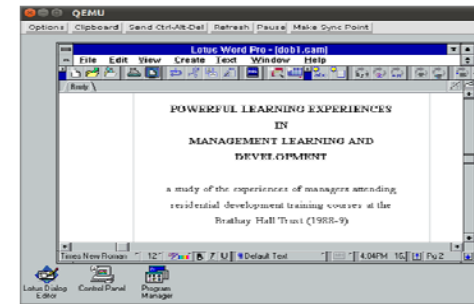 QEMU
Options Clipboard Send Ctrl-Alt-Del Refresh Pause Make Sync Point
Lotus Word Pro - [dob1.sam]
File Edit View Create Text Window Help
Body
POWERFUL LEARNING EXPERIENCES
IN
MANAGEMENT LEARNING AND
DEVELOPMENT
a study of the experiences of managers attending
residential development training courses at the
Brathay Hall Trust (1988-9)
Times New Roman 12 B I U Default Text 4:04PM Pg 2
Lotus Dialog Editor
Control Panel
Program Manager